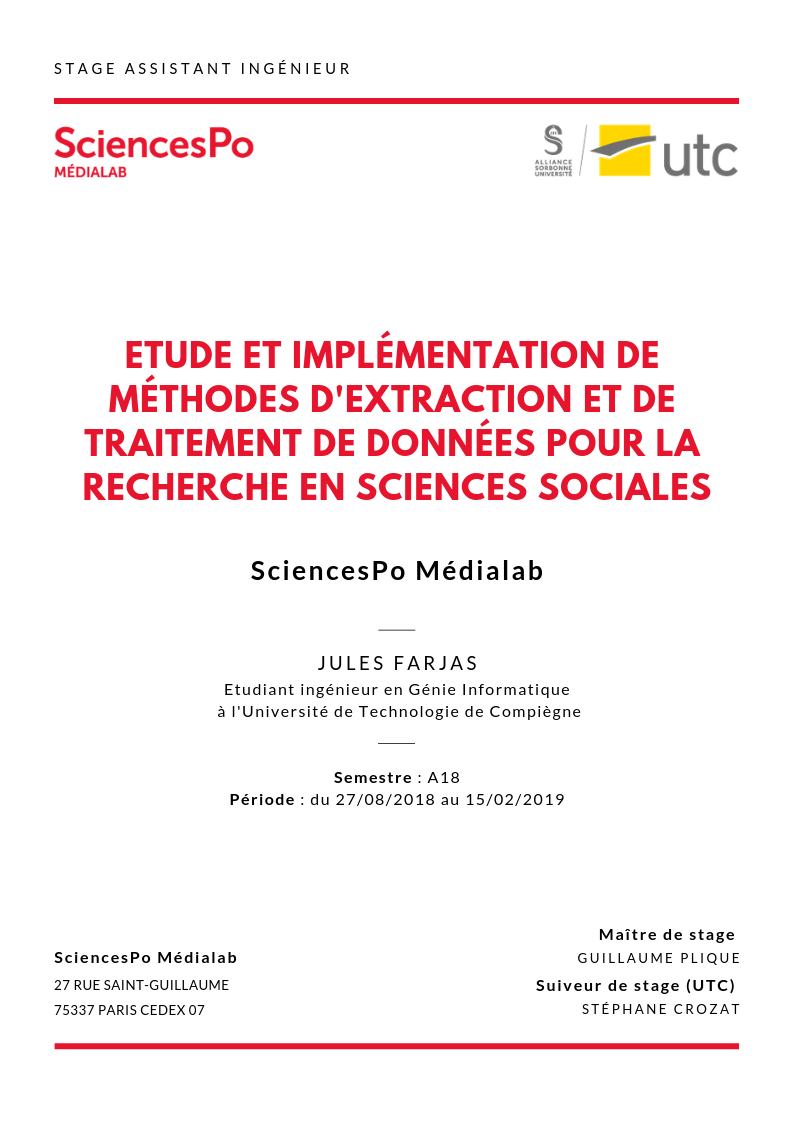 STAGE ASSISTANT INGÉNIEUR
SciencesPo
MÉDIALAB
ALLIANCE
SORBONNE
UNIVERSITÉ
utc
ETUDE ET IMPLÉMENTATION DE
MÉTHODES D'EXTRACTION ET DE
TRAITEMENT DE DONNÉES POUR LA
RECHERCHE EN SCIENCES SOCIALES
SciencesPo Médialab
JULES FARJAS
Etudiant ingénieur en Génie Informatique
à l'Université de Technologie de Compiègne
Semestre : A18
Période : du 27/08/2018 au 15/02/2019
SciencesPo Médialab
27 RUE SAINT-GUILLAUME
75337 PARIS CEDEX 07
Maître de stage
GUILLAUME PLIQUE
Suiveur de stage (UTC)
STÉPHANE CROZAT